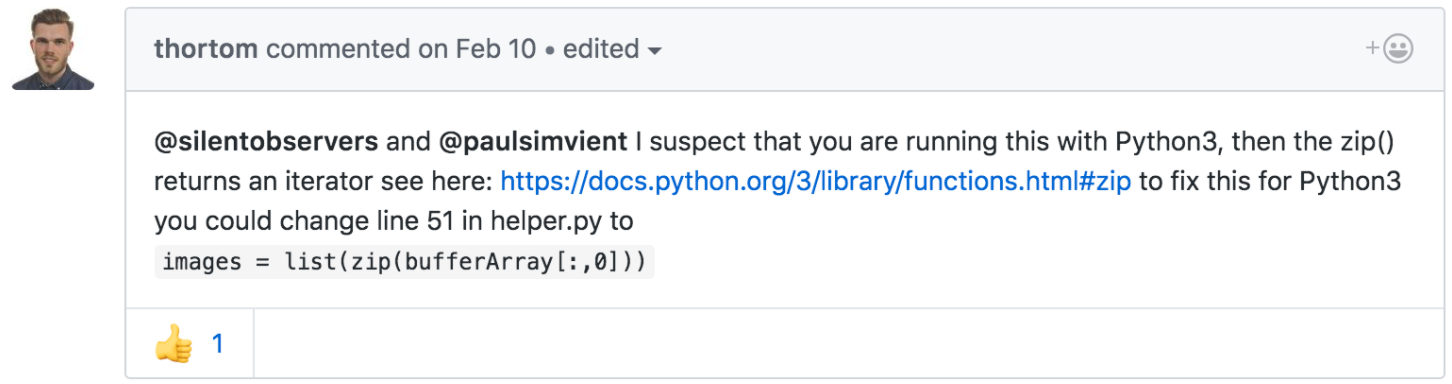 thortom commented on Feb 10 • edited
@silentobservers and @paulsimvient I suspect that you are running this with Python3, then the zip()
returns an iterator see here: https://docs.python.org/3/library/functions.html#zip to fix this for Python3
you could change line 51 in helper.py to
images = list(zip(bufferArray[:,0]))
1